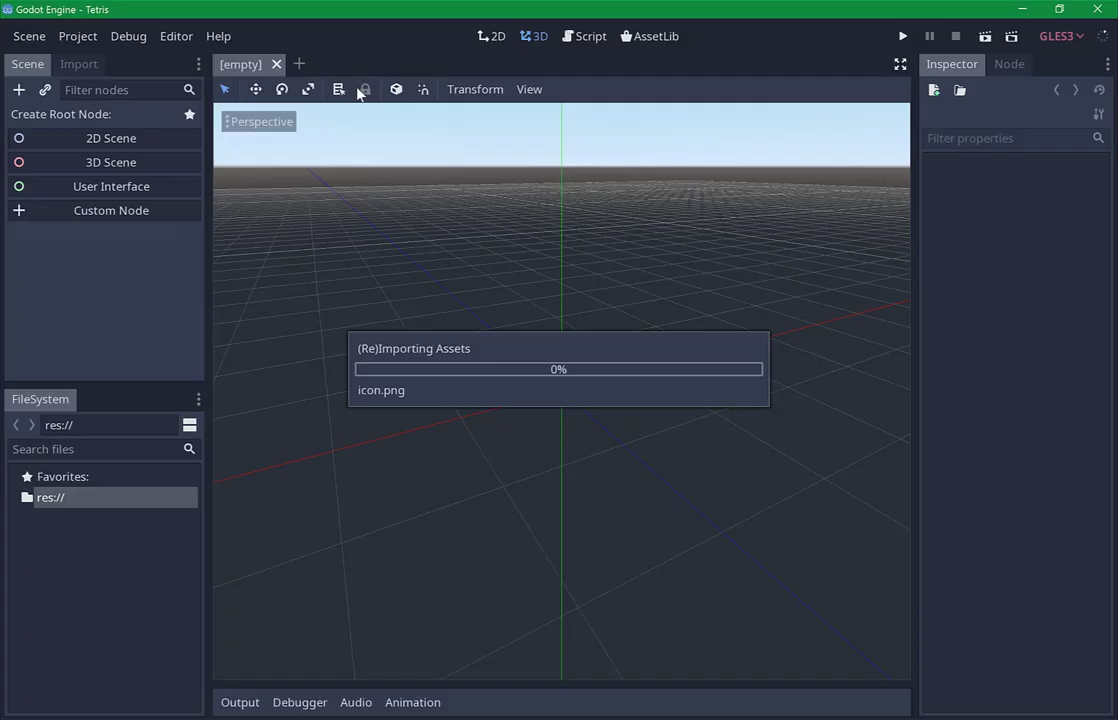 Godot Engine - Tetris
Scene Project Debug Editor Help
2D 3D Script AssetLib
GLES3
Scene Import
[empty]
Inspector Node
Filter nodes
Transform View
Create Root Node:
Perspective
Filter properties
2D Scene
3D Scene
User Interface
Custom Node
(Re)Importing Assets
0%
icon.png
FileSystem
res://
Search files
Favorites:
res://
Output Debugger Audio Animation